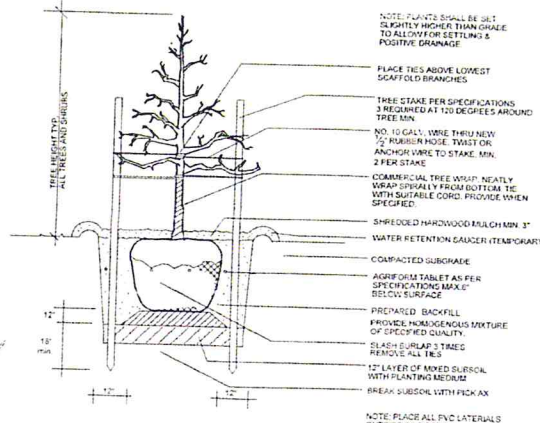 NOTE: PLANTS SHALL BE SET
SLIGHTLY HIGHER THAN GRADE
TO ALLOW FOR SETTLING &
POSITIVE DRAINAGE
PLACE TIES ABOVE LOWEST
SCAFFOLD BRANCHES
TREE STAKE PER SPECIFICATIONS
3 REQUIRED AT 120 DEGREES AROUND
TREE MIN.
NO. 10 GALV. WIRE THRU NEW
½" RUBBER HOSE, TWIST OR
ANCHOR WIRE TO STAKE, MIN.
2 PER STAKE
COMMERCIAL TREE WRAP, NEATLY
WRAP SPIRALLY FROM BOTTOM, TIE
WITH SUITABLE CORD. PROVIDE WHEN
SPECIFIED.
SHREDDED HARDWOOD MULCH MIN. 3"
WATER RETENTION SAUCER (TEMPORAR
COMPACTED SUBGRADE
AGRIFORM TABLET AS PER
SPECIFICATIONS MAX.6"
BELOW SURFACE
PREPARED BACKFILL
PROVIDE HOMOGENOUS MIXTURE
OF SPECIFIED QUALITY.
SLASH BURLAP 3 TIMES
REMOVE ALL TIES
12" LAYER OF MIXED SUBSOIL
WITH PLANTING MEDIUM
BREAK SUBSOIL WITH PICK AX
NOTE: PLACE ALL PVC LATERIALS
TREE HEIGHT TYP.
ALL TREES AND SHRUBS
12"
18"
min.
12"
12"